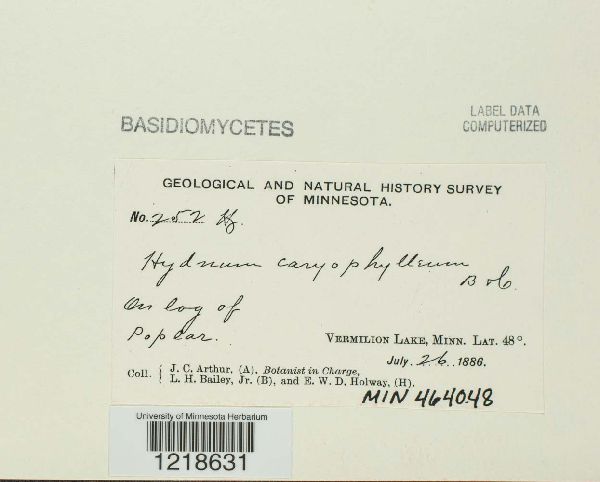 BASIDIOMYCETES
LABEL DATA
COMPUTERIZED
GEOLOGICAL AND NATURAL HISTORY SURVEY
OF MINNESOTA.
No. 252 H.
Hydnum caryophylleum
On log of
Poplar.
VERMILION LAKE, MINN. LAT. 48°.
July 26, 1886.
Coll. { J. C. Arthur, (A). Botanist in Charge,
L. H. Bailey, Jr. (B), and E. W. D. Holway, (H).
MIN 464048
University of Minnesota Herbarium
1218631